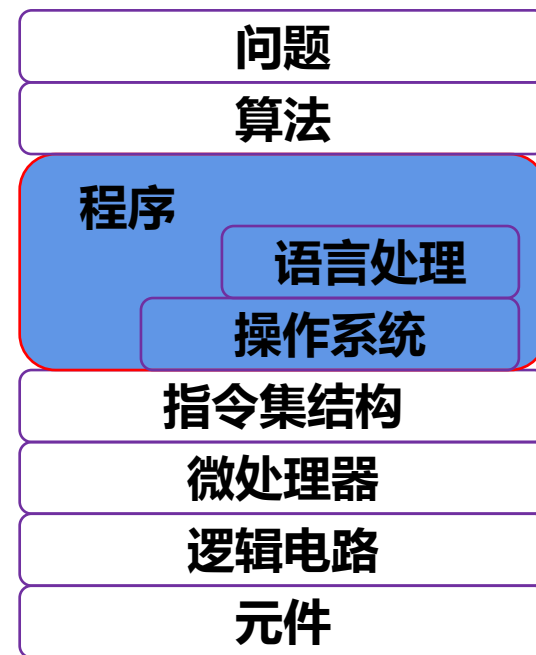 问题
算法
程序
语言处理
操作系统
指令集结构
微处理器
逻辑电路
元件